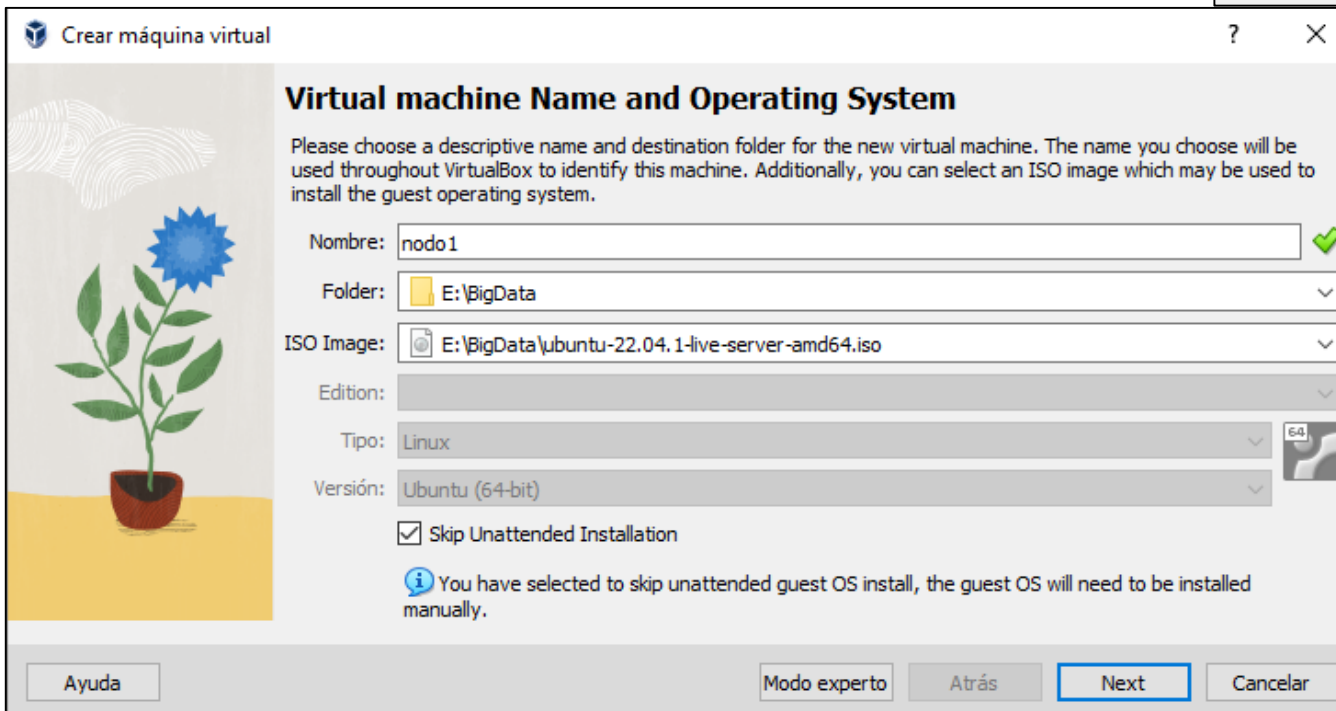 Crear máquina virtual
?
Virtual machine Name and Operating System
Please choose a descriptive name and destination folder for the new virtual machine. The name you choose will be
used throughout VirtualBox to identify this machine. Additionally, you can select an ISO image which may be used to
install the guest operating system.
Nombre: nodo1
Folder: E:\BigData
ISO Image: E:\BigData\ubuntu-22.04.1-live-server-amd64.iso
Edition:
Tipo: Linux
64
Versión: Ubuntu (64-bit)
Skip Unattended Installation
You have selected to skip unattended guest OS install, the guest OS will need to be installed
manually.
Ayuda Modo experto Atrás Next Cancelar